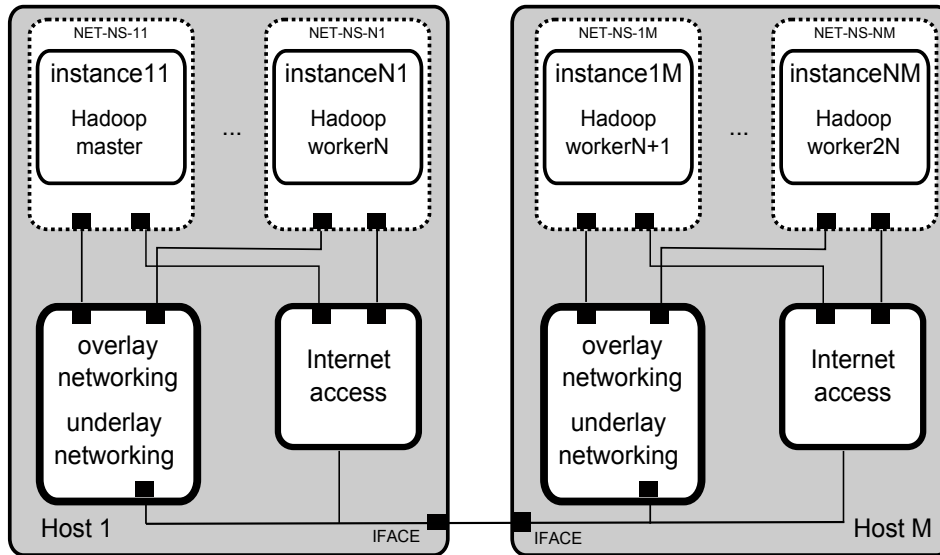 NET-NS-11
instance11
Hadoop
master
...
NET-NS-N1
instanceN1
Hadoop
workerN
overlay
networking
underlay
networking
Internet
access
Host 1
IFACE
NET-NS-1M
instance1M
Hadoop
workerN+1
...
NET-NS-NM
instanceNM
Hadoop
worker2N
overlay
networking
underlay
networking
Internet
access
IFACE
Host M